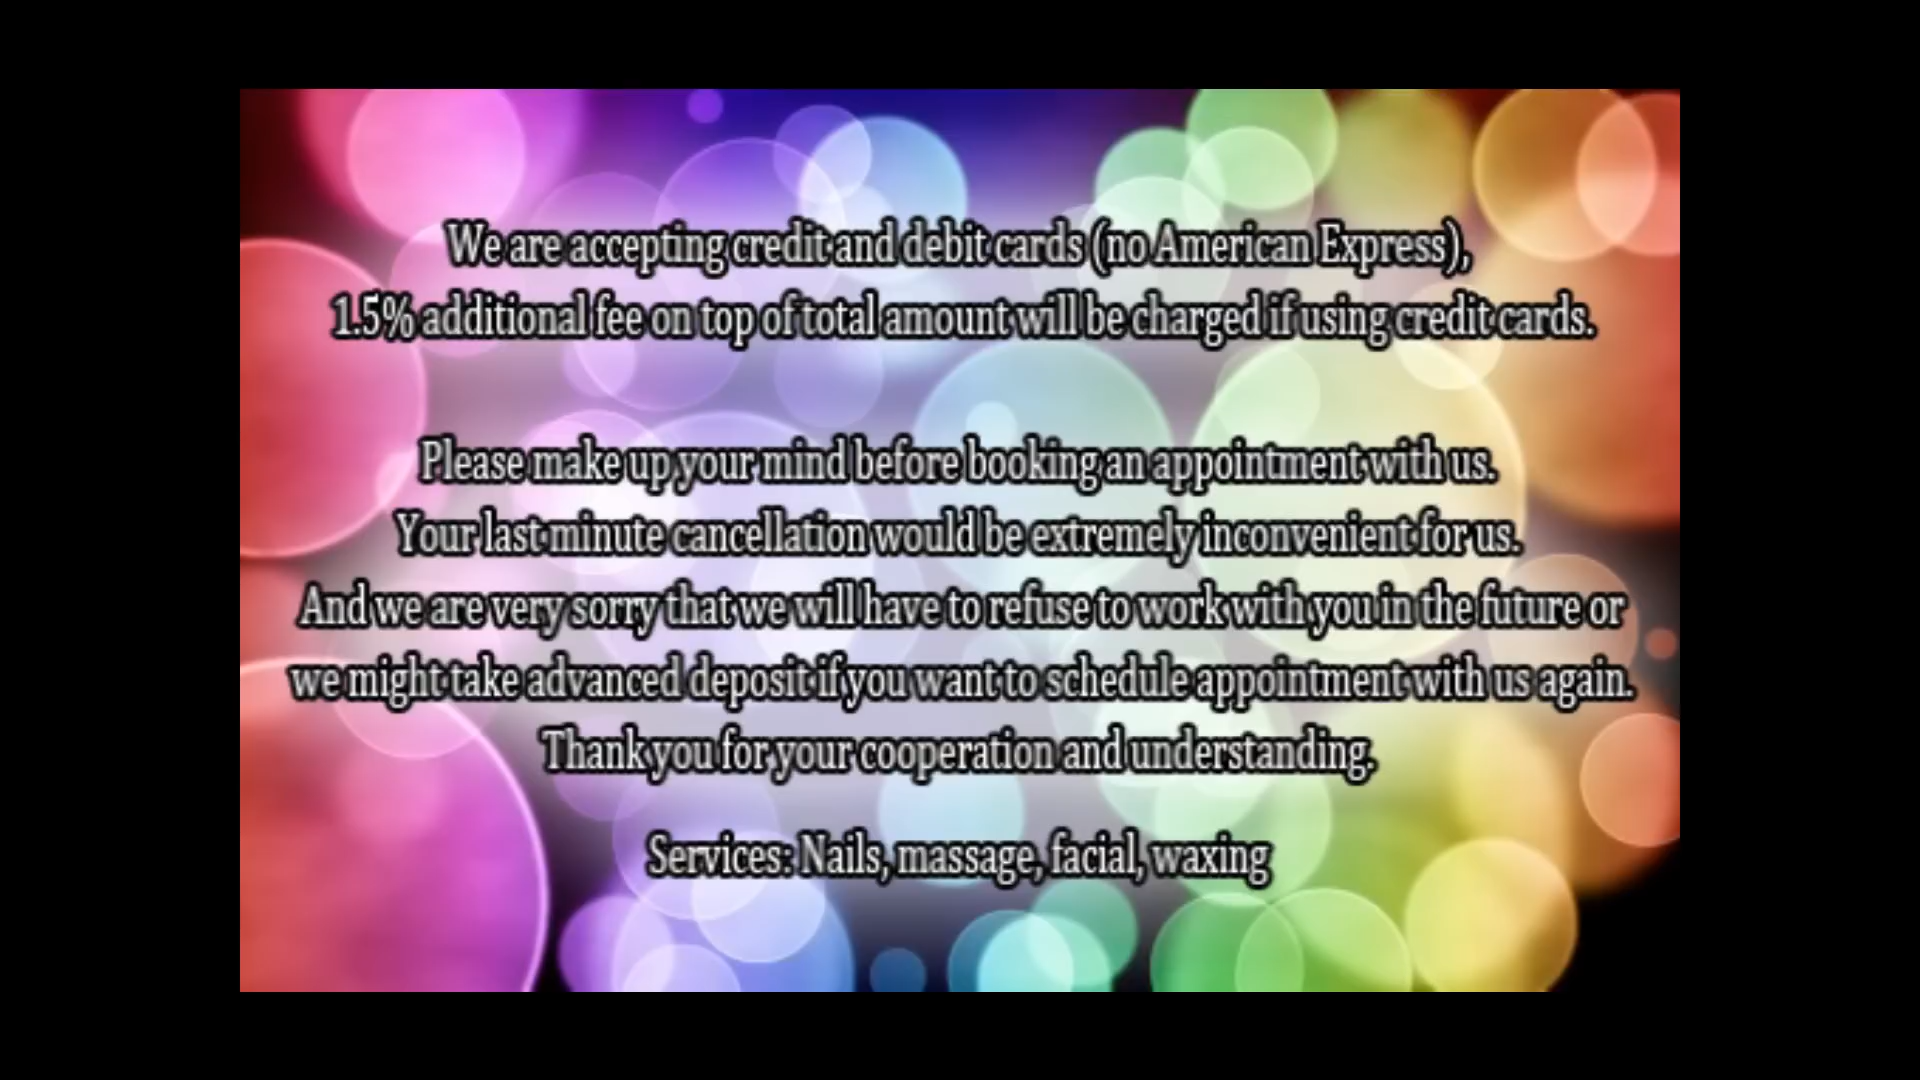 We are accepting credit and debit cards (no American Express),
1.5% additional fee on top of total amount will be charged if using credit cards.
Please make up your mind before booking an appointment with us.
Your last minute cancellation would be extremely inconvenient for us.
And we are very sorry that we will have to refuse to work with you in the future or
we might take advanced deposit if you want to schedule appointment with us again.
Thank you for your cooperation and understanding.
Services: Nails, massage, facial, waxing